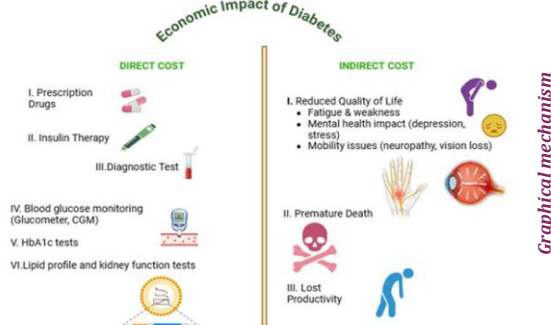 Economic Impact of Diabetes
DIRECT COST
I. Prescription
Drugs
II. Insulin Therapy
III.Diagnostic Test
IV. Blood glucose monitoring
(Glucometer, CGM)
V. HbA1c tests
VI.Lipid profile and kidney function tests
INDIRECT COST
I. Reduced Quality of Life
• Fatigue & weakness
• Mental health impact (depression,
stress)
• Mobility issues (neuropathy, vision loss)
II. Premature Death
III. Lost
Productivity
Graphical mechanism